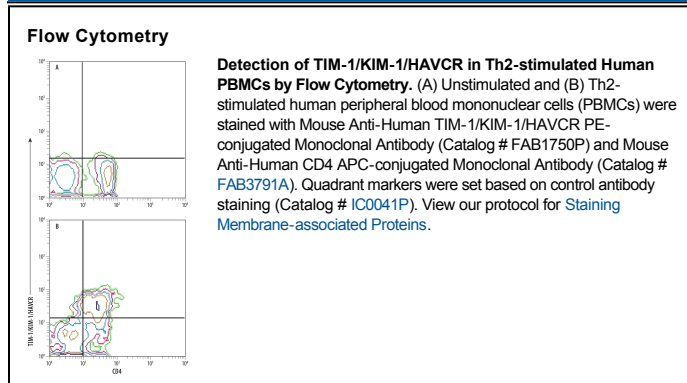 Flow Cytometry
A
B
TIM-1/KIM-1/HAVCR
CD4
Detection of TIM-1/KIM-1/HAVCR in Th2-stimulated Human
PBMCs by Flow Cytometry. (A) Unstimulated and (B) Th2-
stimulated human peripheral blood mononuclear cells (PBMCs) were
stained with Mouse Anti-Human TIM-1/KIM-1/HAVCR PE-
conjugated Monoclonal Antibody (Catalog # FAB1750P) and Mouse
Anti-Human CD4 APC-conjugated Monoclonal Antibody (Catalog #
FAB3791A). Quadrant markers were set based on control antibody
staining (Catalog # IC0041P). View our protocol for Staining
Membrane-associated Proteins.